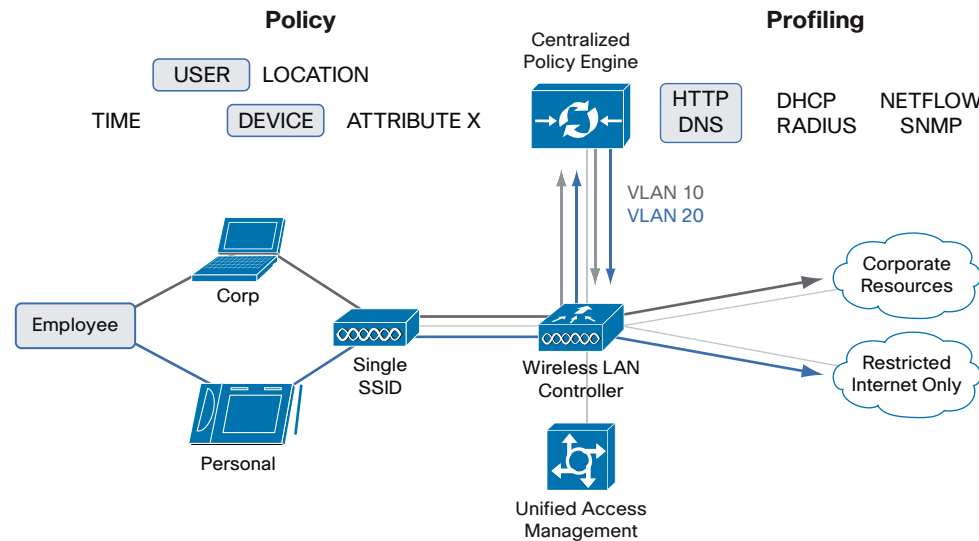 Policy
Profiling
Centralized
Policy Engine
USER
LOCATION
TIME
DEVICE
ATTRIBUTE X
HTTP
DNS
DHCP
RADIUS
NETFLOW
SNMP
VLAN 10
VLAN 20
Corp
Employee
Single
SSID
Personal
Wireless LAN
Controller
Corporate
Resources
Restricted
Internet Only
Unified Access
Management